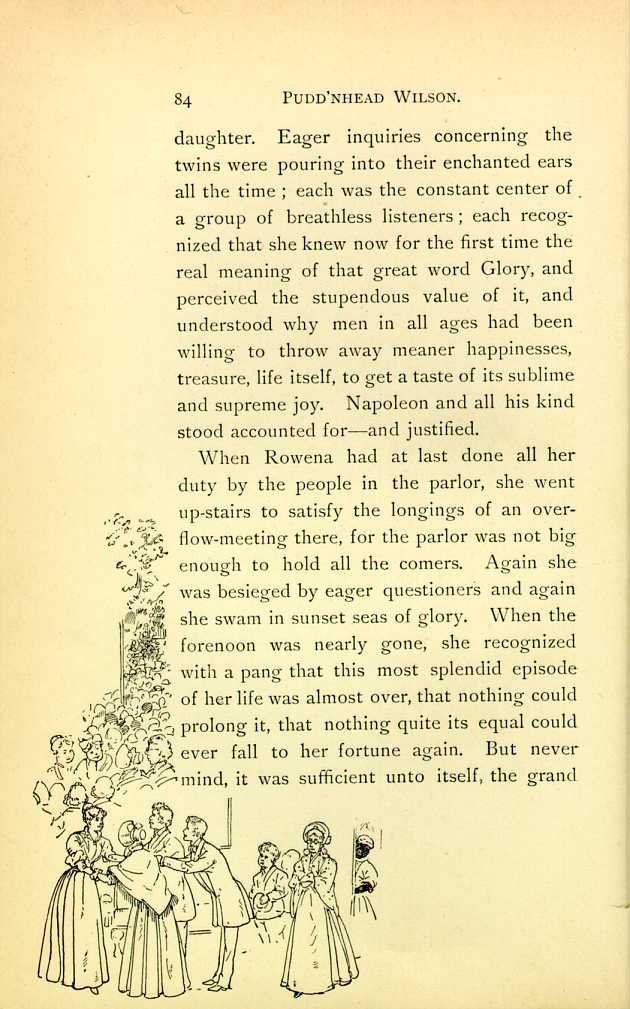 84 PUDD'NHEAD WILSON.
daughter. Eager inquiries concerning the
twins were pouring into their enchanted ears
all the time ; each was the constant center of
a group of breathless listeners ; each recog-
nized that she knew now for the first time the
real meaning of that great word Glory, and
perceived the stupendous value of it, and
understood why men in all ages had been
willing to throw away meaner happinesses,
treasure, life itself, to get a taste of its sublime
and supreme joy. Napoleon and all his kind
stood accounted for—and justified.
When Rowena had at last done all her
duty by the people in the parlor, she went
up-stairs to satisfy the longings of an over-
flow-meeting there, for the parlor was not big
enough to hold all the comers. Again she
was besieged by eager questioners and again
she swam in sunset seas of glory. When the
forenoon was nearly gone, she recognized
with a pang that this most splendid episode
of her life was almost over, that nothing could
prolong it, that nothing quite its equal could
ever fall to her fortune again. But never
mind, it was sufficient unto itself, the grand